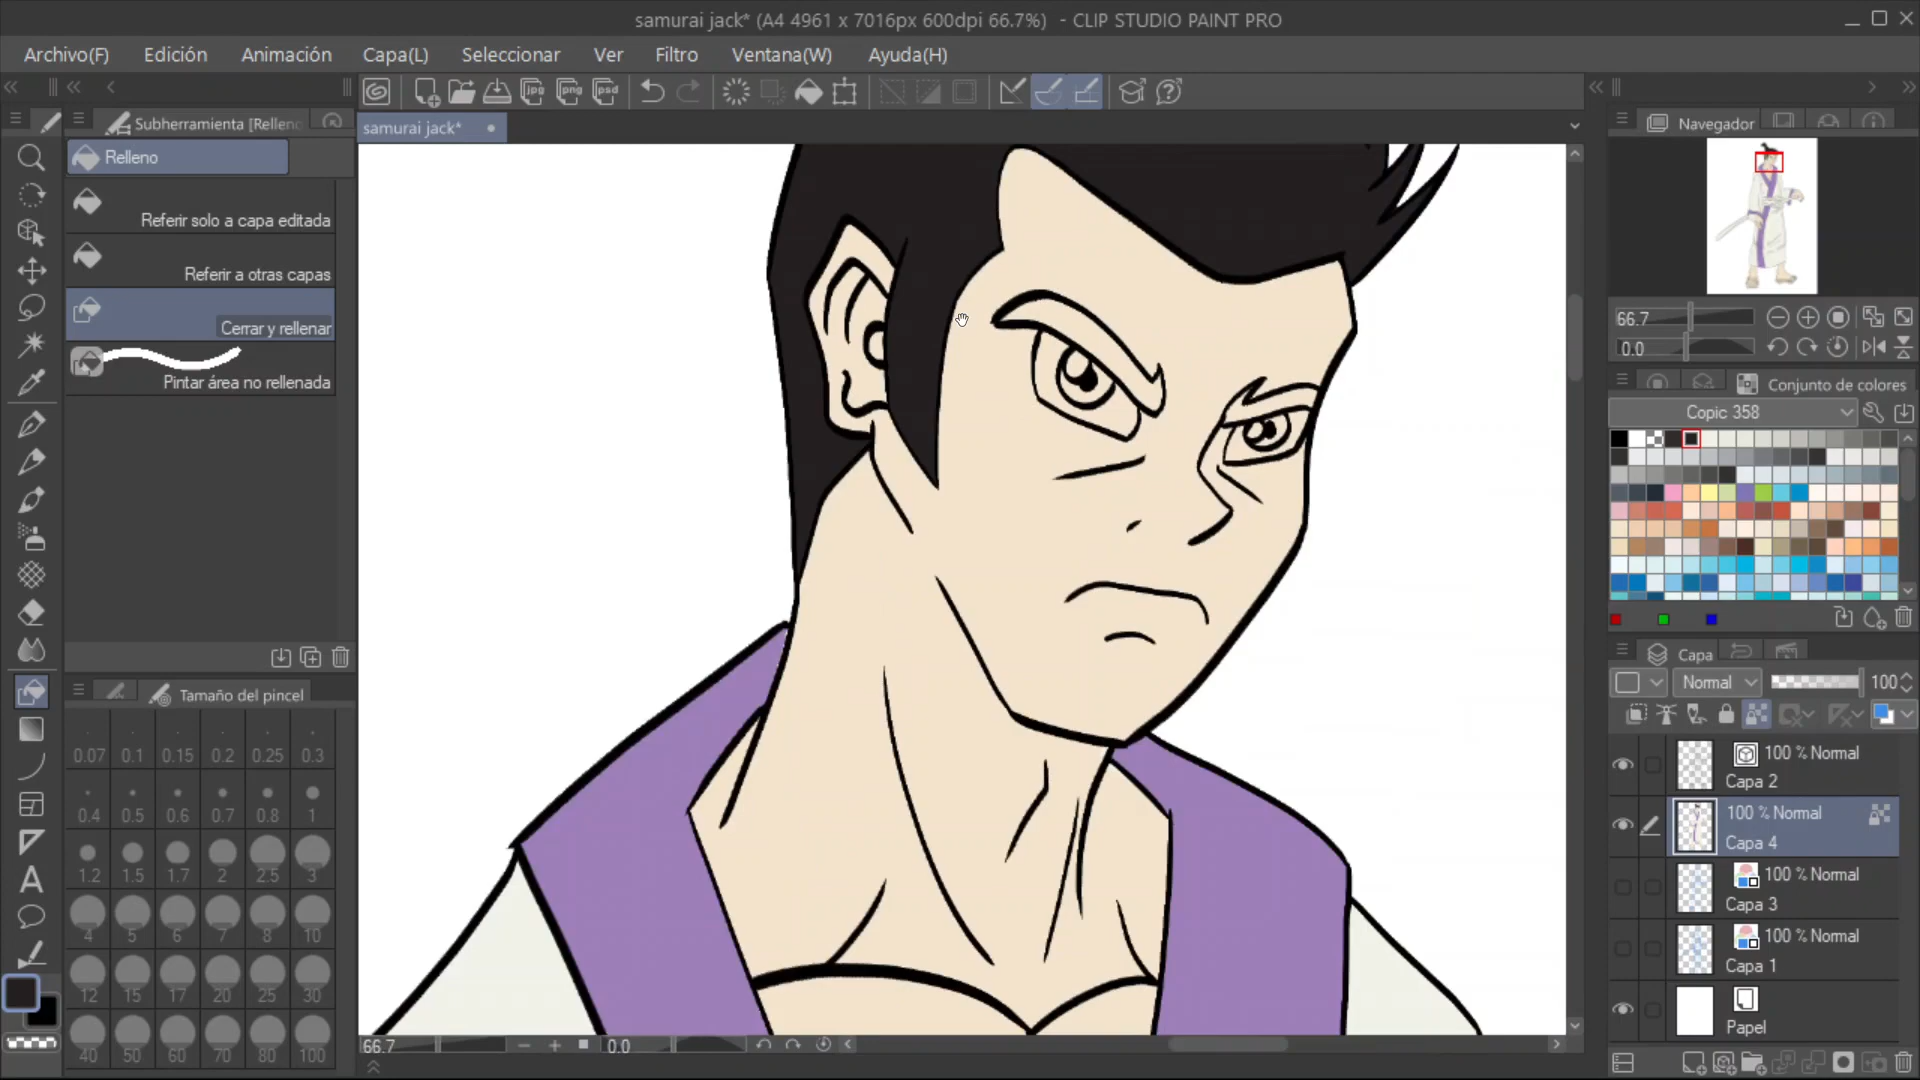 samurai jack* (A4 4961 x 7016px 600dpi 66.7%) - CLIP STUDIO PAINT PRO
Archivo(F) Edición Animación Capa(L) Seleccionar Ver Filtro Ventana(W) Ayuda(H)
jpg png psd
Subherramienta [Relleno
samurai jack*
Navegador
Relleno
Referir solo a capa editada
Referir a otras capas
Cerrar y rellenar
Pintar área no rellenada
66.7
0.0
Conjunto de colores
Copic 358
Capa
Normal 100
Tamaño del pincel
0.07 0.1 0.15 0.2 0.25 0.3
0.4 0.5 0.6 0.7 0.8 1
1.2 1.5 1.7 2 2.5 3
4 5 6 7 8 10
12 15 17 20 25 30
40 50 60 70 80 100
100 % Normal
Capa 2
100 % Normal
Capa 4
100 % Normal
Capa 3
100 % Normal
Capa 1
Papel
66.7 0.0